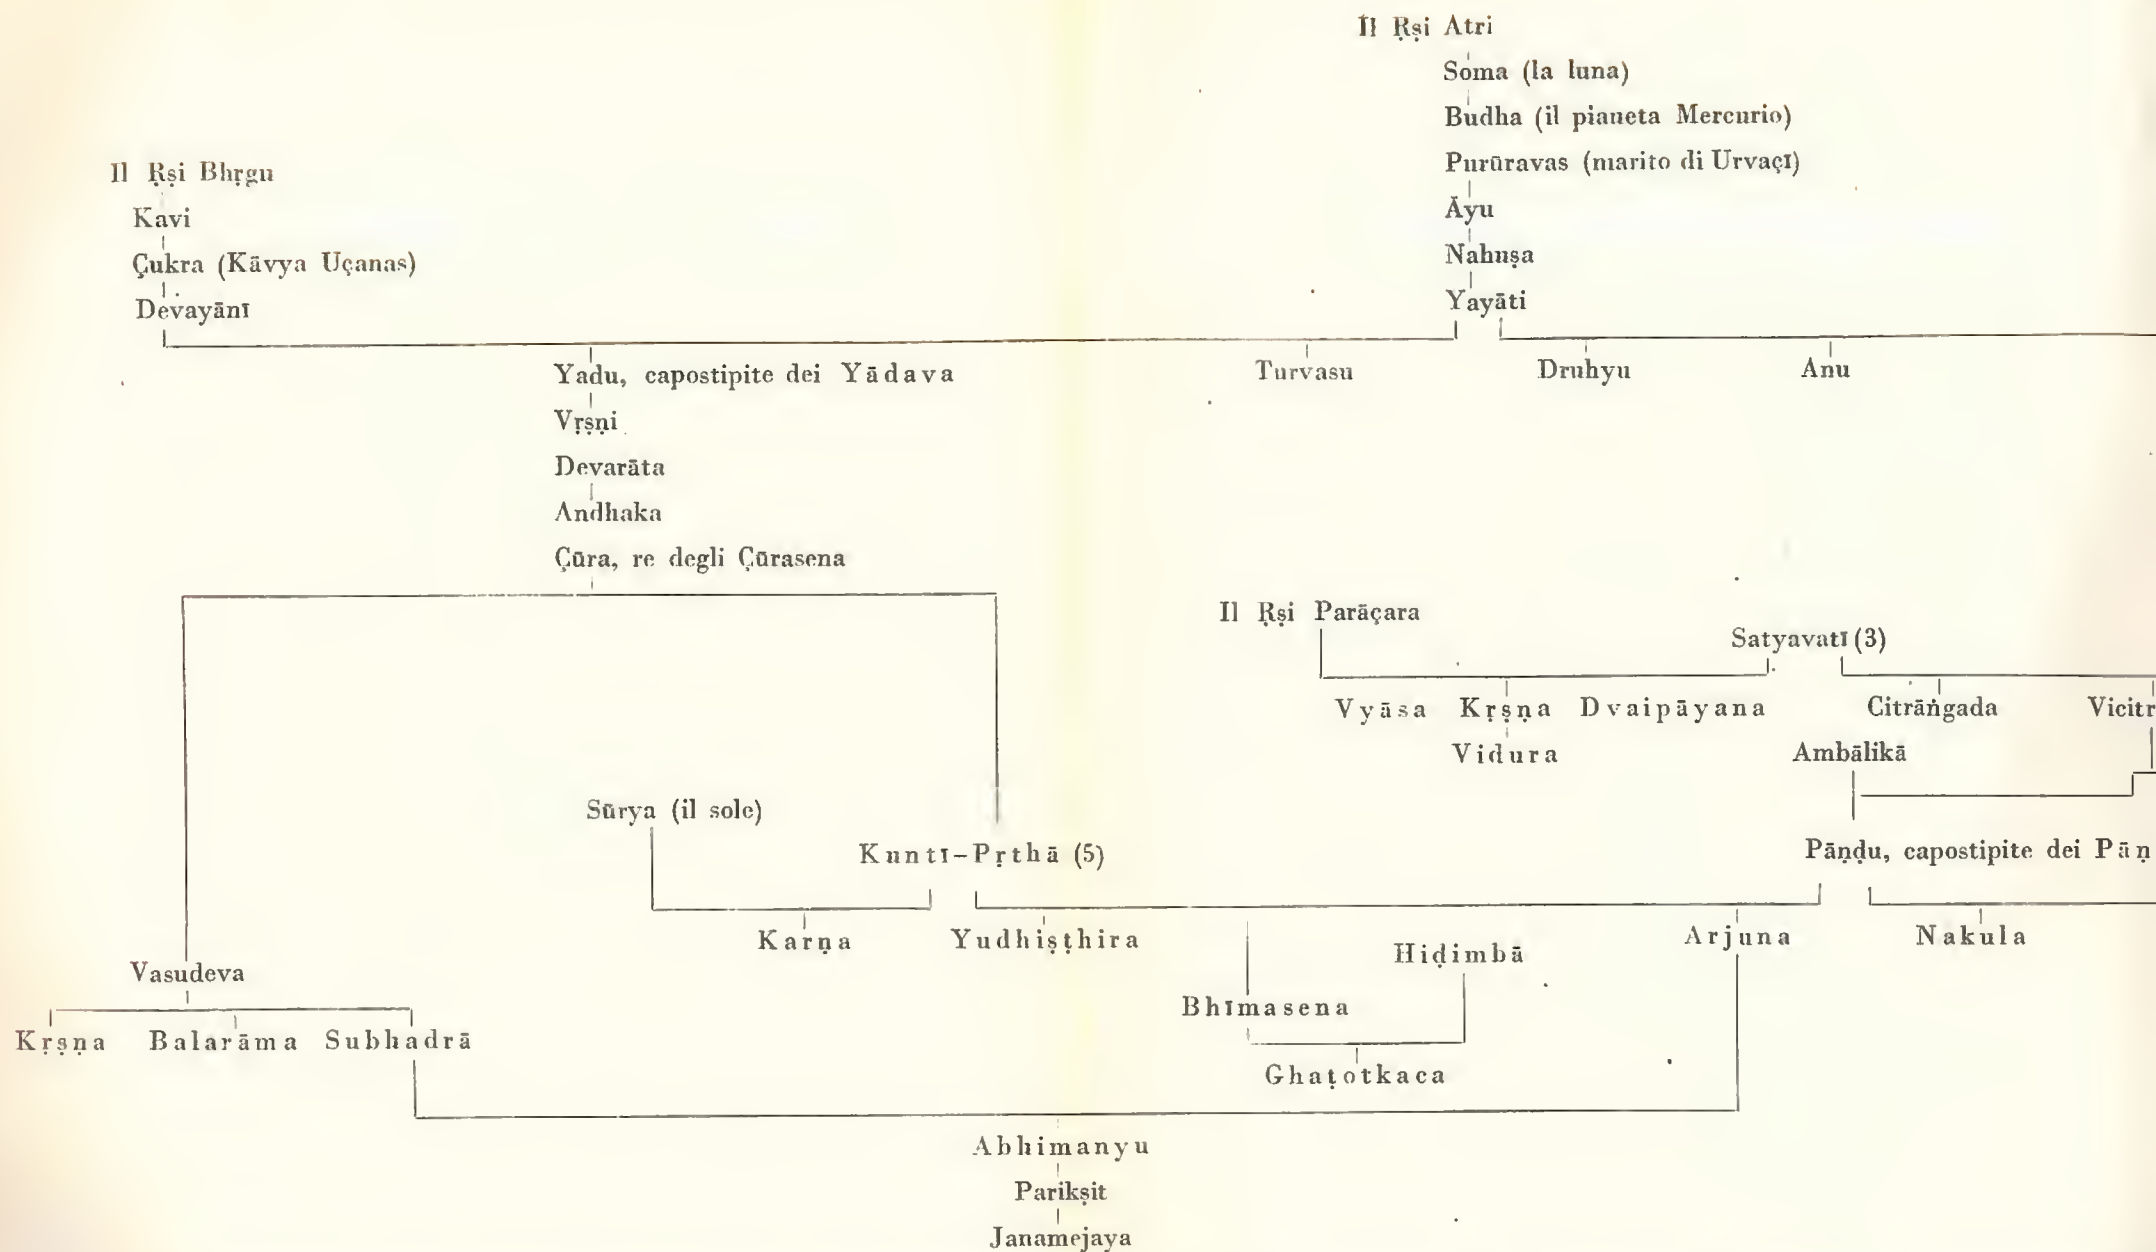 Il Ṛṣi Atri
Soma (la luna)
Budha (il pianeta Mercurio)
Il Ṛṣi Bhṛgu
Purūravas (marito di Urvaçī)
Kavi
Āyu
Çukra (Kāvya Uçanas)
Nahuṣa
Devayānī
Yayāti
Yadu, capostipite dei Yādava
Turvasu
Druhyu
Anu
Vṛṣṇi
Devarāta
Andhaka
Çūra, re degli Çūrasena
Il Ṛṣi Parāçara
Satyavatī (3)
Vyāsa Kṛṣṇa Dvaipāyana
Citrāṅgada
Vicitr
Vidura
Ambālikā
Sūrya (il sole)
Kuntī-Pṛthā (5)
Pāṇḍu, capostipite dei Pāṇ
Karṇa
Yudhiṣṭhira
Arjuna
Nakula
Hiḍimbā
Vasudeva
Bhīmasena
Kṛṣṇa
Balarāma
Subhadrā
Ghaṭotkaca
Abhimanyu
Parikṣit
Janamejaya